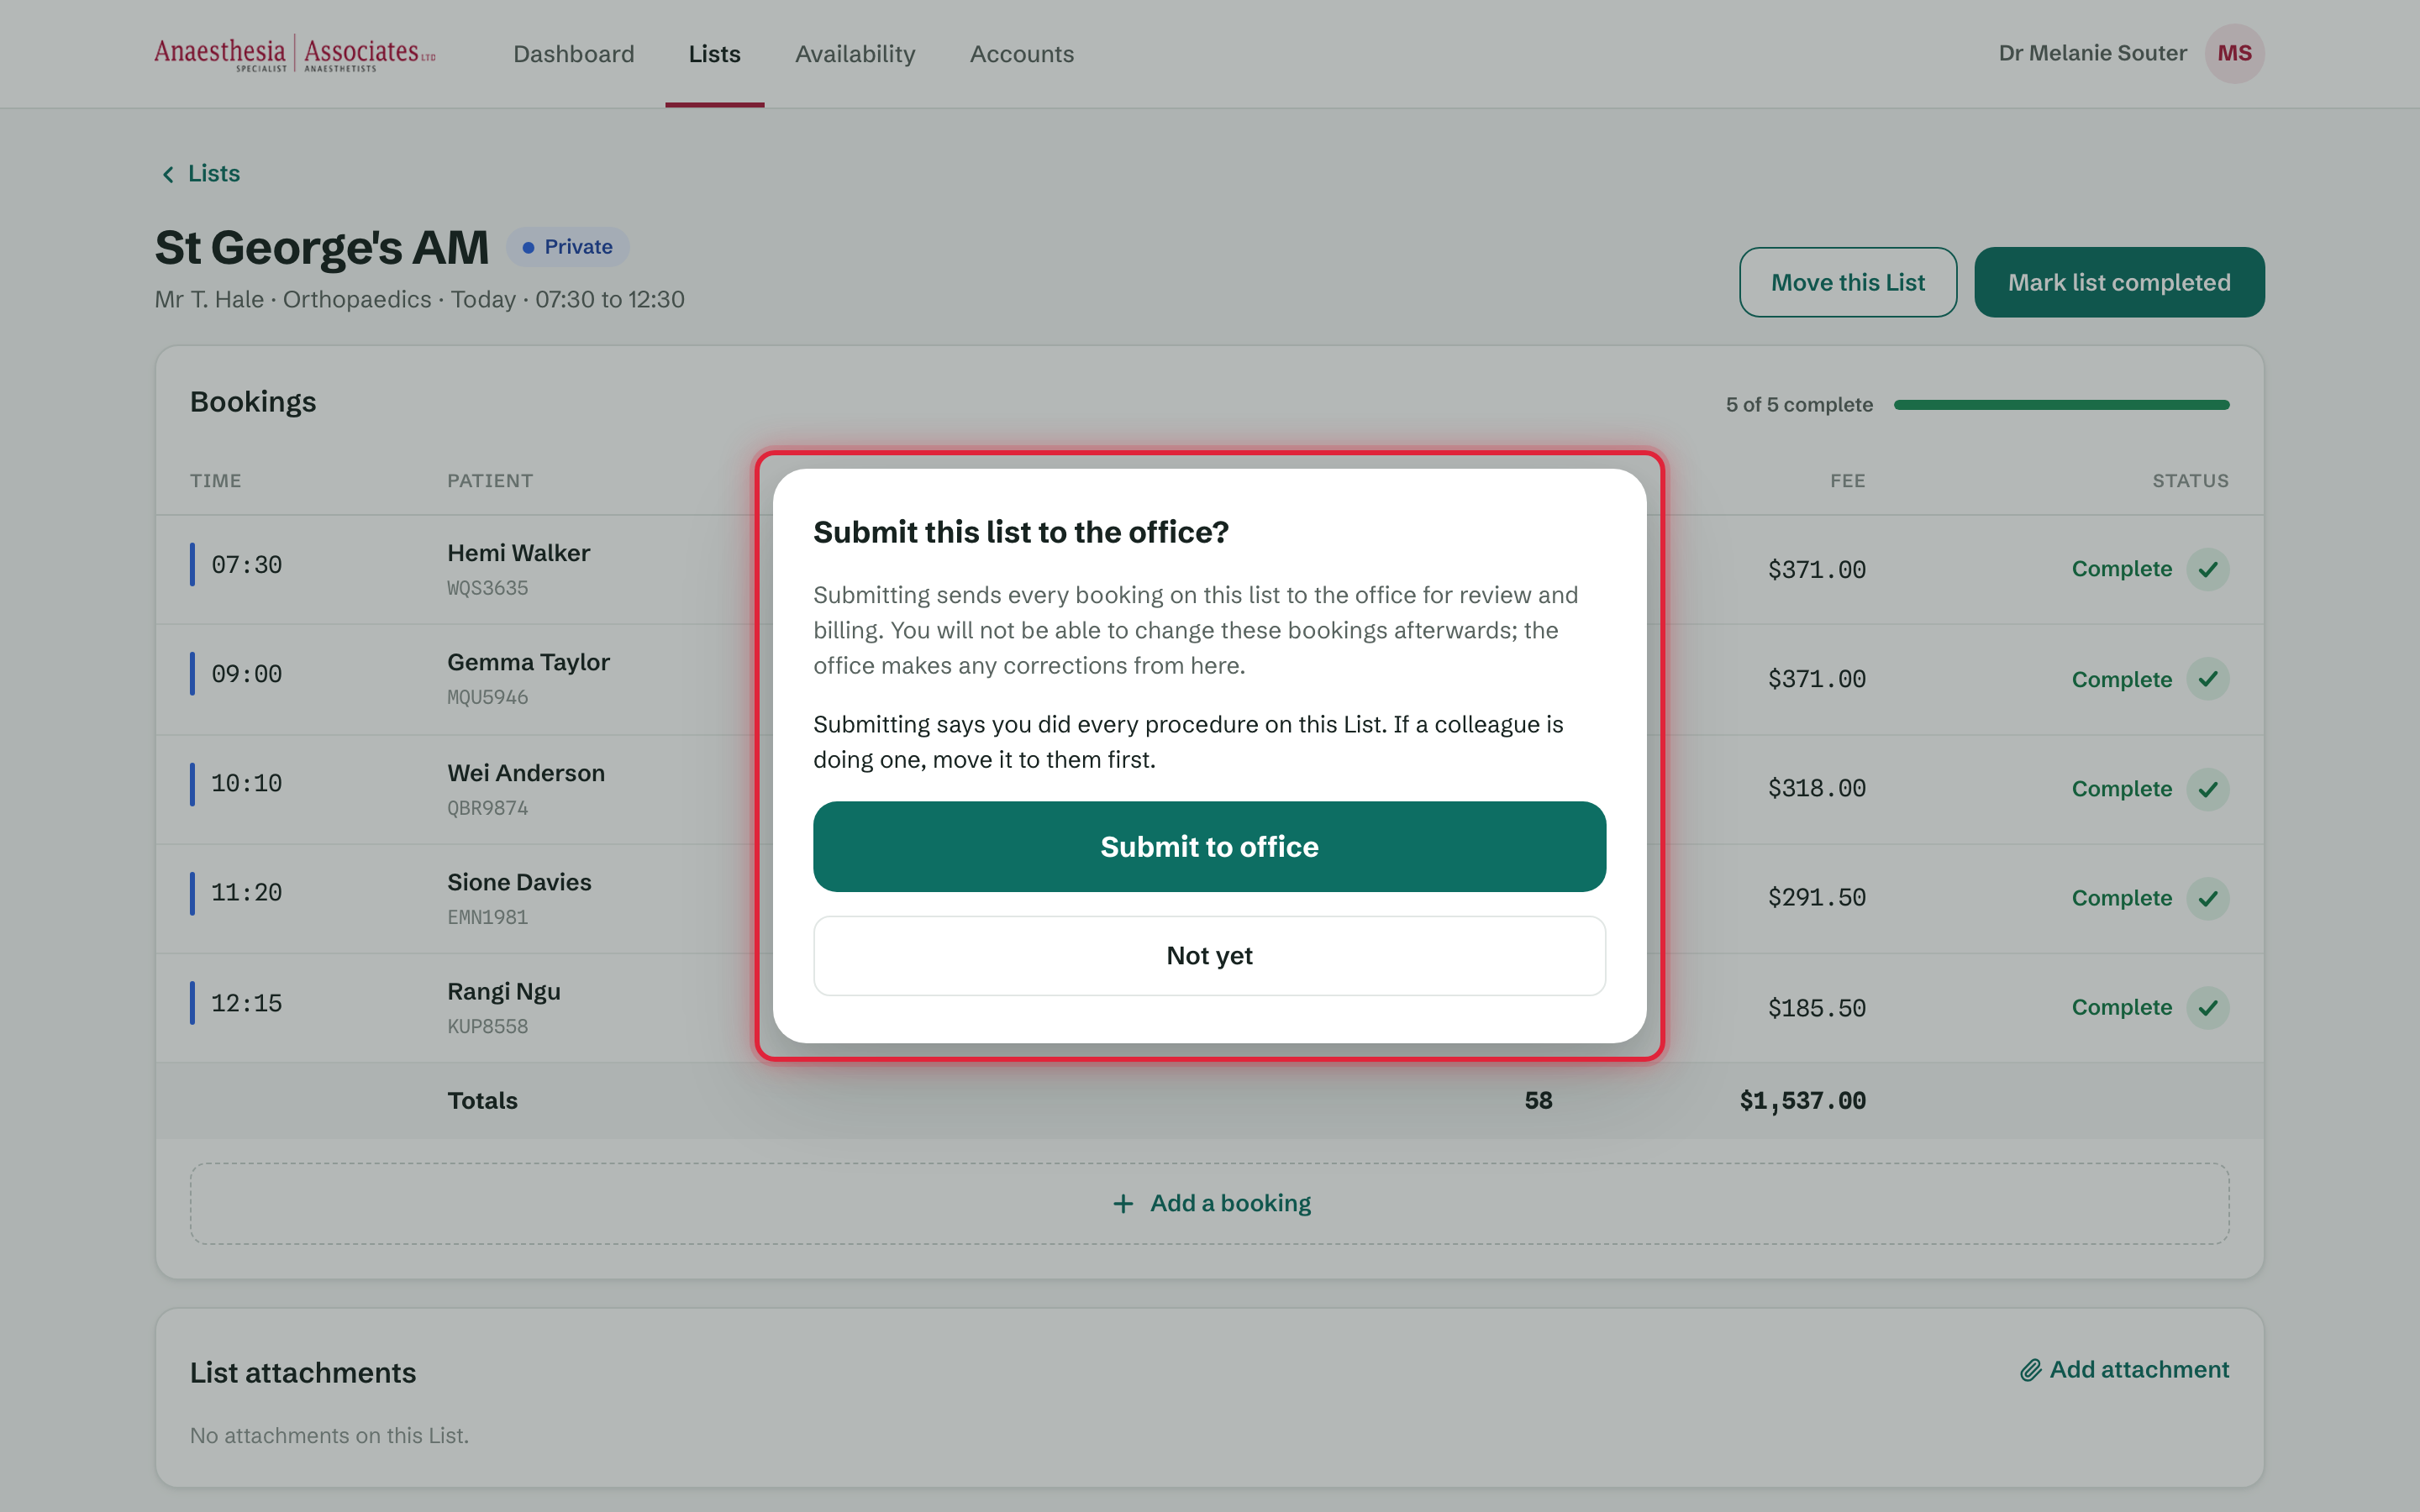 Anaesthesia Associates LTD
SPECIALIST ANAESTHETISTS
Dashboard Lists Availability Accounts
Dr Melanie Souter MS
Lists
St George's AM Private
Mr T. Hale · Orthopaedics · Today · 07:30 to 12:30
Move this List Mark list completed
Bookings
5 of 5 complete
TIME PATIENT FEE STATUS
07:30 Hemi Walker $371.00 Complete
WQS3635
09:00 Gemma Taylor $371.00 Complete
MQU5946
10:10 Wei Anderson $318.00 Complete
QBR9874
11:20 Sione Davies $291.50 Complete
EMN1981
12:15 Rangi Ngu $185.50 Complete
KUP8558
Totals 58 $1,537.00
Submit this list to the office?
Submitting sends every booking on this list to the office for review and
billing. You will not be able to change these bookings afterwards; the
office makes any corrections from here.
Submitting says you did every procedure on this List. If a colleague is
doing one, move it to them first.
Submit to office
Not yet
+ Add a booking
List attachments
Add attachment
No attachments on this List.